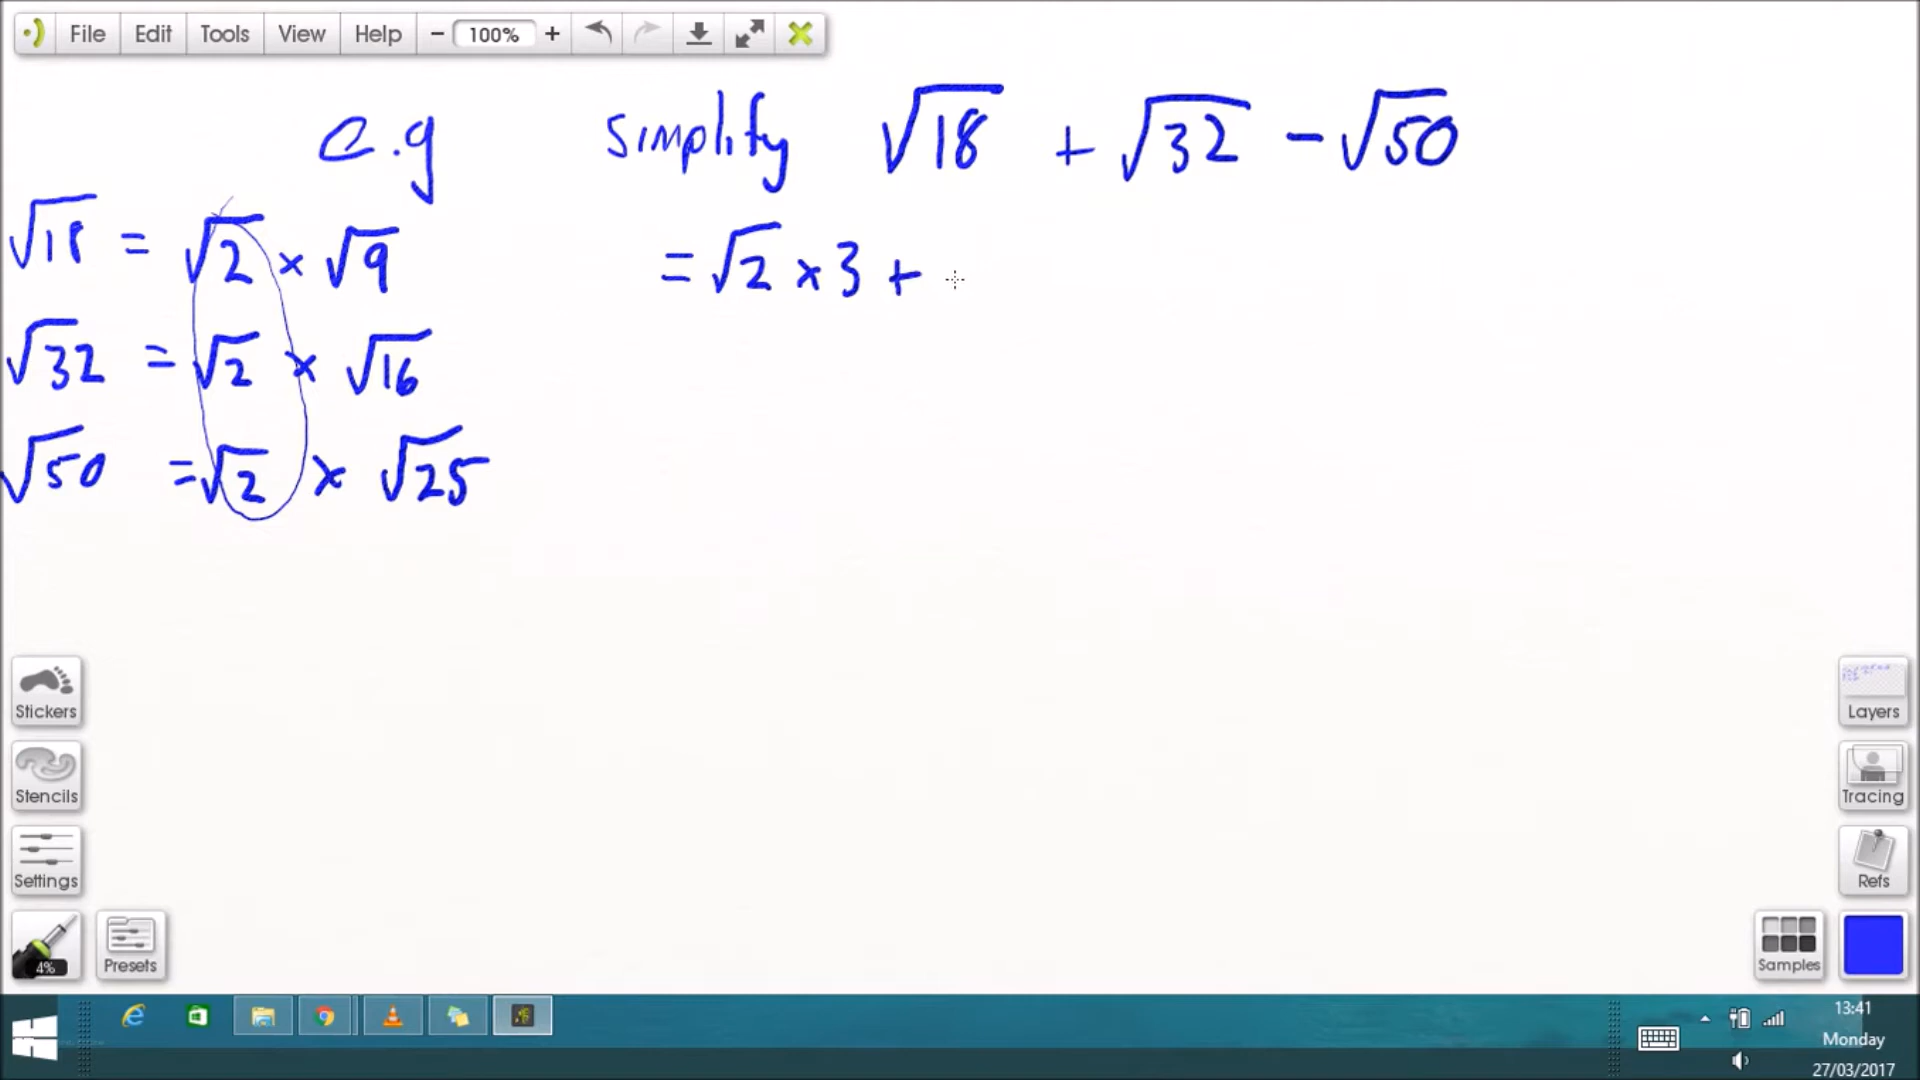 File Edit Tools View Help − 100% +
e.g simplify √18 + √32 − √50
√18 = √2 × √9
= √2 × 3 +
√32 = √2 × √16
√50 = √2 × √25
Stickers
Layers
Stencils
Tracing
Settings
Refs
4%
Presets
Samples
13:41
Monday
27/03/2017